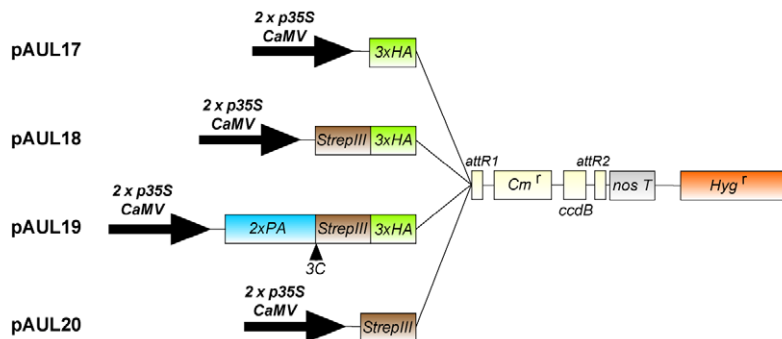 2 x p35S
CaMV
pAUL17
3xHA
2 x p35S
CaMV
pAUL18
StrepIII
3xHA
attR1
attR2
Cm r
ccdB
nos T
Hyg r
2 x p35S
CaMV
pAUL19
2xPA
StrepIII
3xHA
3C
2 x p35S
CaMV
pAUL20
StrepIII